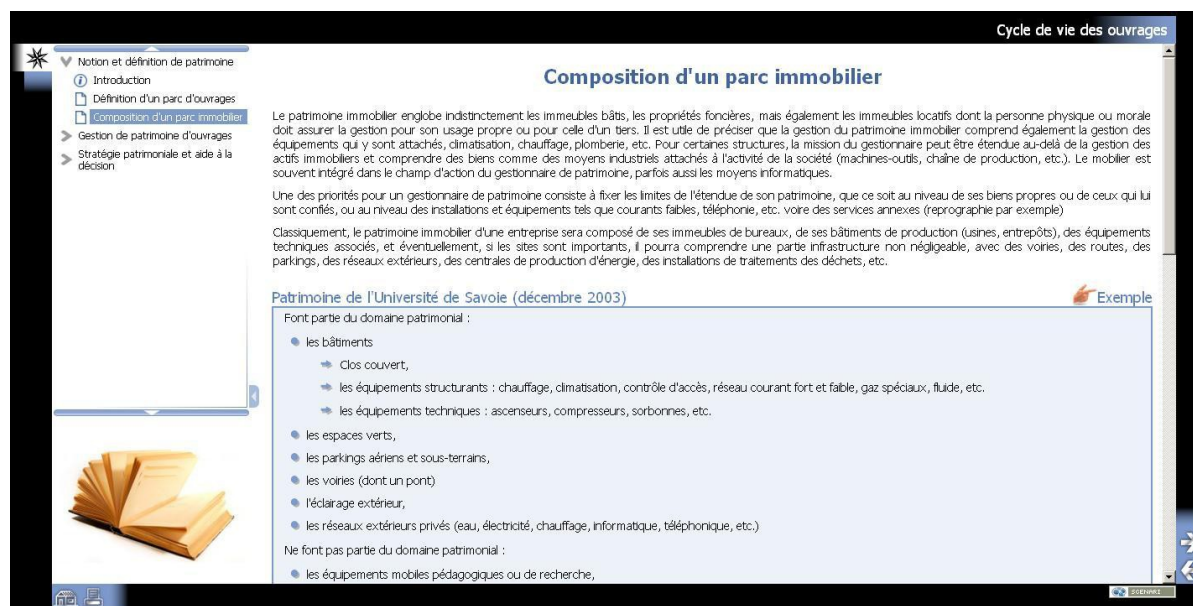 Cycle de vie des ouvrages
Notion et définition de patrimoine
Introduction
Définition d'un parc d'ouvrages
Composition d'un parc immobilier
Gestion de patrimoine d'ouvrages
Stratégie patrimoniale et aide à la
décision
Composition d'un parc immobilier
Le patrimoine immobilier englobe indistinctement les immeubles bâtis, les propriétés foncières, mais également les immeubles locatifs dont la personne physique ou morale
doit assurer la gestion pour son usage propre ou pour celle d'un tiers. Il est utile de préciser que la gestion du patrimoine immobilier comprend également la gestion des
équipements qui y sont attachés, climatisation, chauffage, plomberie, etc. Pour certaines structures, la mission du gestionnaire peut être étendue au-delà de la gestion des
actifs immobiliers et comprendre des biens comme des moyens industriels attachés à l'activité de la société (machines-outils, chaîne de production, etc.). Le mobilier est
souvent intégré dans le champ d'action du gestionnaire de patrimoine, parfois aussi les moyens informatiques.
Une des priorités pour un gestionnaire de patrimoine consiste à fixer les limites de l'étendue de son patrimoine, que ce soit au niveau de ses biens propres ou de ceux qui lui
sont confiés, ou au niveau des installations et équipements tels que courants faibles, téléphonie, etc. voire des services annexes (reprographie par exemple)
Classiquement, le patrimoine immobilier d'une entreprise sera composé de ses immeubles de bureaux, de ses bâtiments de production (usines, entrepôts), des équipements
techniques associés, et éventuellement, si les sites sont importants, il pourra comprendre une partie infrastructure non négligeable, avec des voiries, des routes, des
parkings, des réseaux extérieurs, des centrales de production d'énergie, des installations de traitements des déchets, etc.
Patrimoine de l'Université de Savoie (décembre 2003)
Exemple
Font partie du domaine patrimonial :
les bâtiments
Clos couvert,
les équipements structurants : chauffage, climatisation, contrôle d'accès, réseau courant fort et faible, gaz spéciaux, fluide, etc.
les équipements techniques : ascenseurs, compresseurs, sorbonnes, etc.
les espaces verts,
les parkings aériens et sous-terrains,
les voiries (dont un pont)
l'éclairage extérieur,
les réseaux extérieurs privés (eau, électricité, chauffage, informatique, téléphonique, etc.)
Ne font pas partie du domaine patrimonial :
les équipements mobiles pédagogiques ou de recherche,
SCENARI